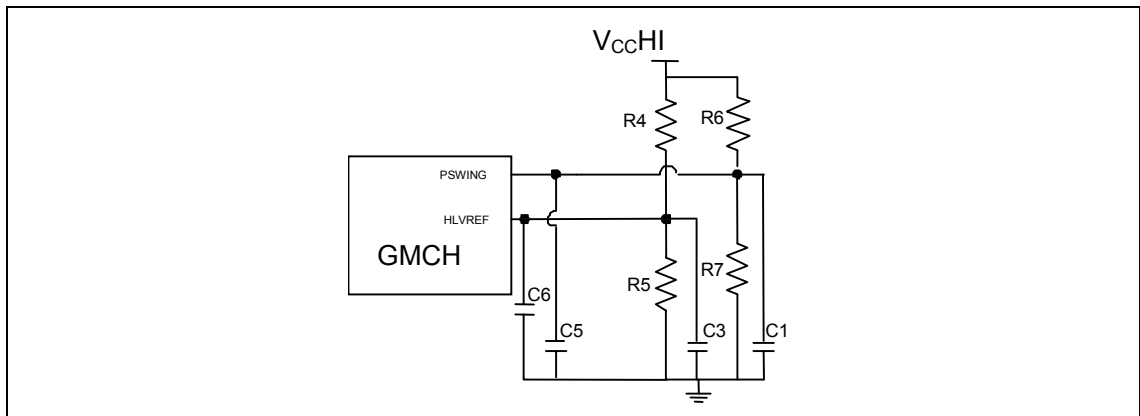 VCCHI
R4
R6
PSWING
HLVREF
GMCH
R5
R7
C6
C5
C3
C1